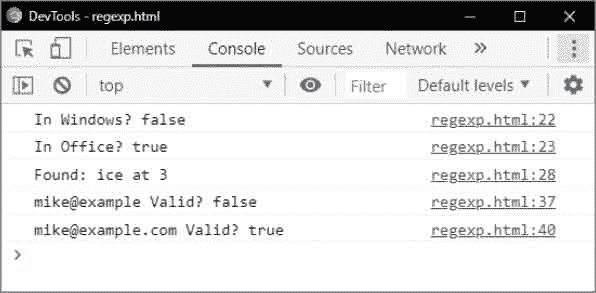 DevTools - regexp.html
Elements Console Sources Network »
top Filter Default levels
In Windows? false regexp.html:22
In Office? true regexp.html:23
Found: ice at 3 regexp.html:28
mike@example Valid? false regexp.html:37
mike@example.com Valid? true regexp.html:40
>